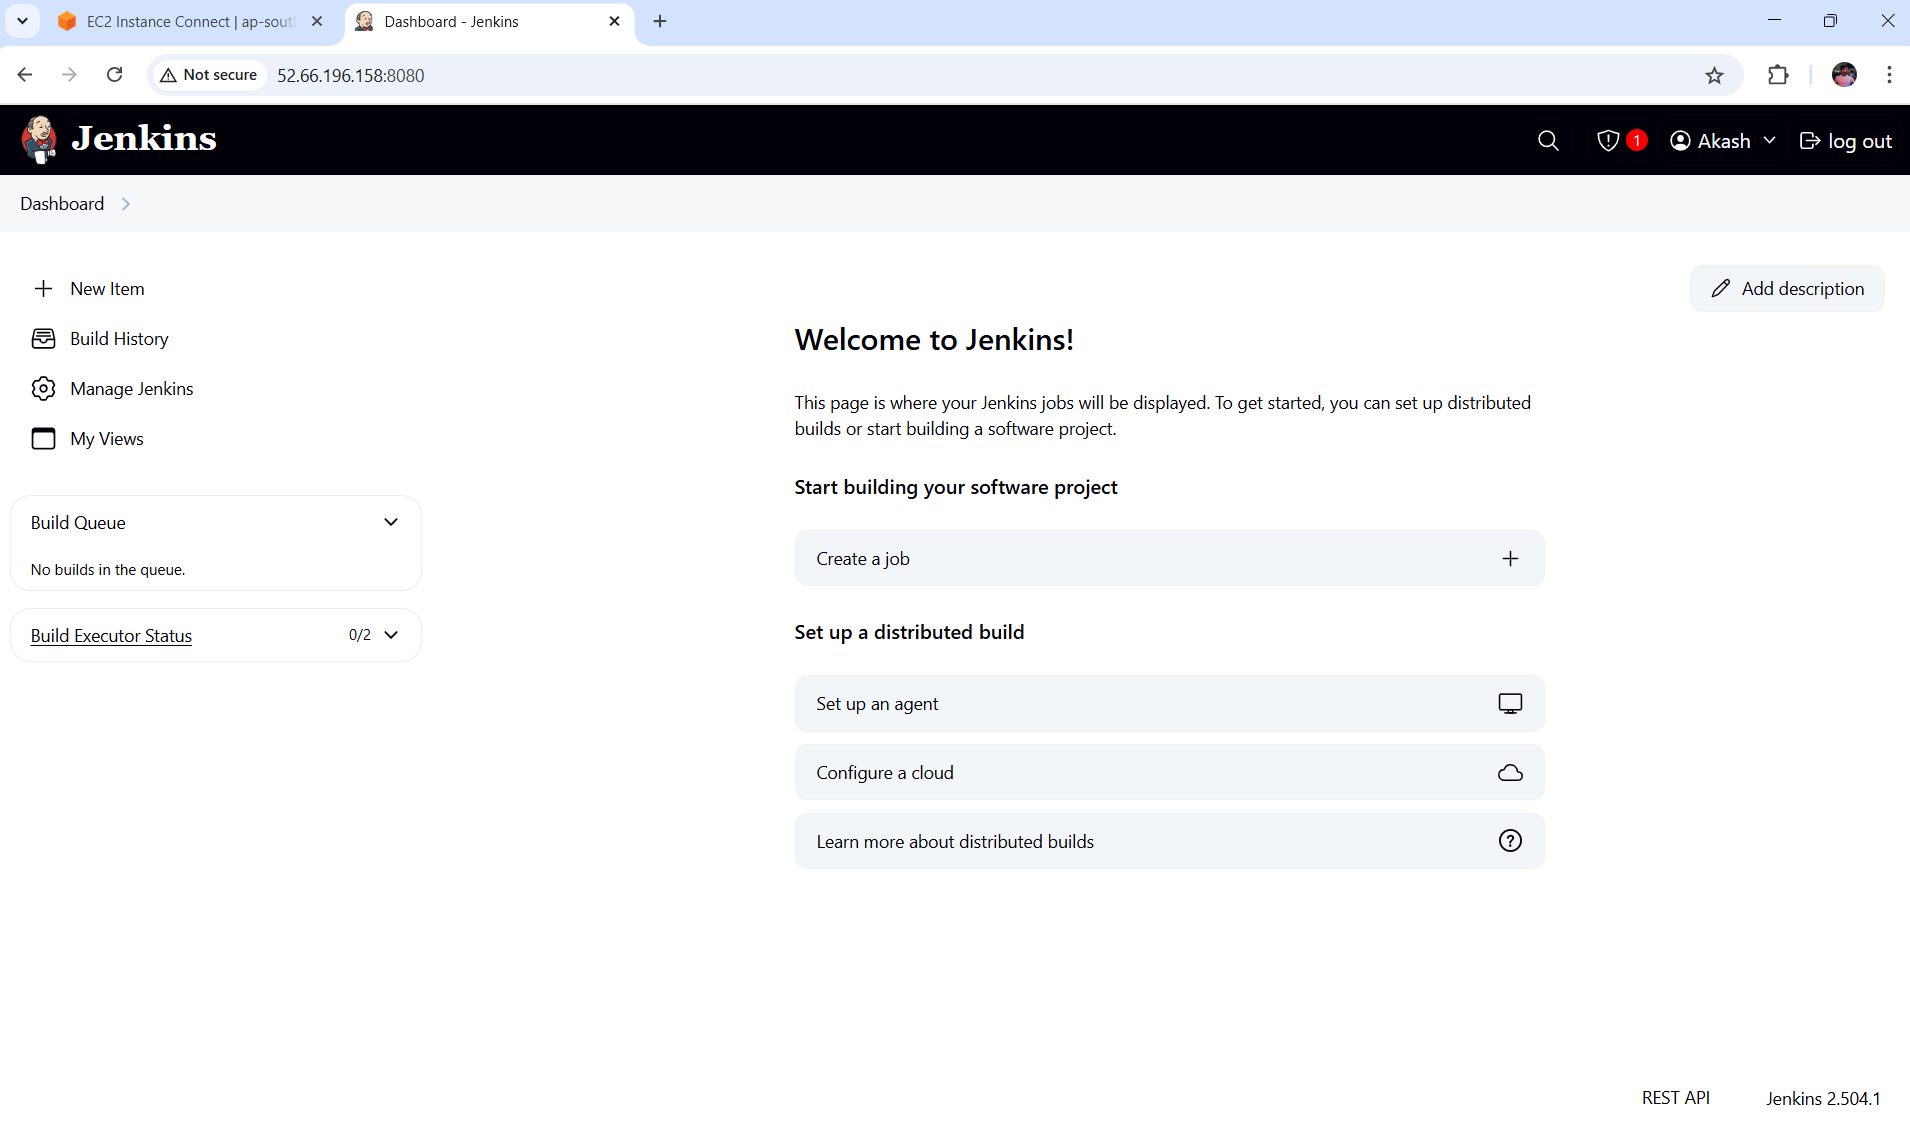 EC2 Instance Connect | ap-sout
Dashboard - Jenkins
Not secure
52.66.196.158:8080
Jenkins
1
Akash
log out
Dashboard
New Item
Build History
Manage Jenkins
My Views
Build Queue
No builds in the queue.
Build Executor Status
0/2
Add description
Welcome to Jenkins!
This page is where your Jenkins jobs will be displayed. To get started, you can set up distributed
builds or start building a software project.
Start building your software project
Create a job
Set up a distributed build
Set up an agent
Configure a cloud
Learn more about distributed builds
REST API
Jenkins 2.504.1